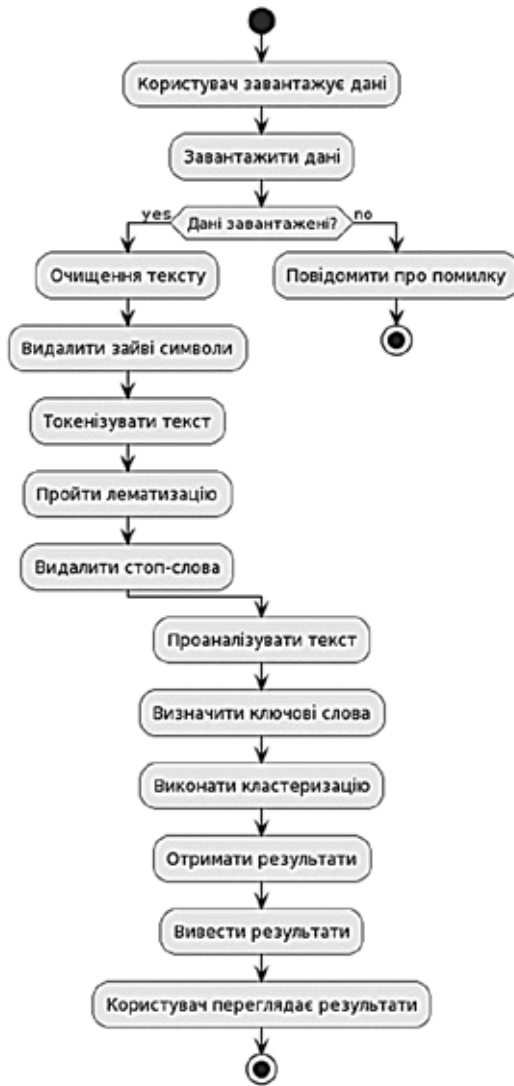 Користувач завантажує дані
Завантажити дані
yes
Дані завантажені?
no
Очищення тексту
Повідомити про помилку
Видалити зайві символи
Токенізувати текст
Пройти лематизацію
Видалити стоп-слова
Проаналізувати текст
Визначити ключові слова
Виконати кластеризацію
Отримати результати
Вивести результати
Користувач переглядає результати